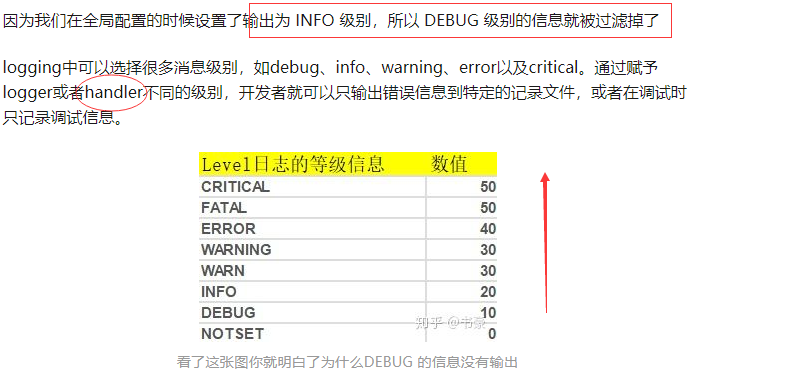 因为我们在全局配置的时候设置了输出为 INFO 级别，所以 DEBUG 级别的信息就被过滤掉了
logging中可以选择很多消息级别，如debug、info、warning、error以及critical。通过赋予
logger或者handler不同的级别，开发者就可以只输出错误信息到特定的记录文件，或者在调试时
只记录调试信息。
Level日志的等级信息 数值
CRITICAL 50
FATAL 50
ERROR 40
WARNING 30
WARN 30
INFO 20
DEBUG 10
知乎 @书豪
NOTSET 0
看了这张图你就明白了为什么DEBUG 的信息没有输出